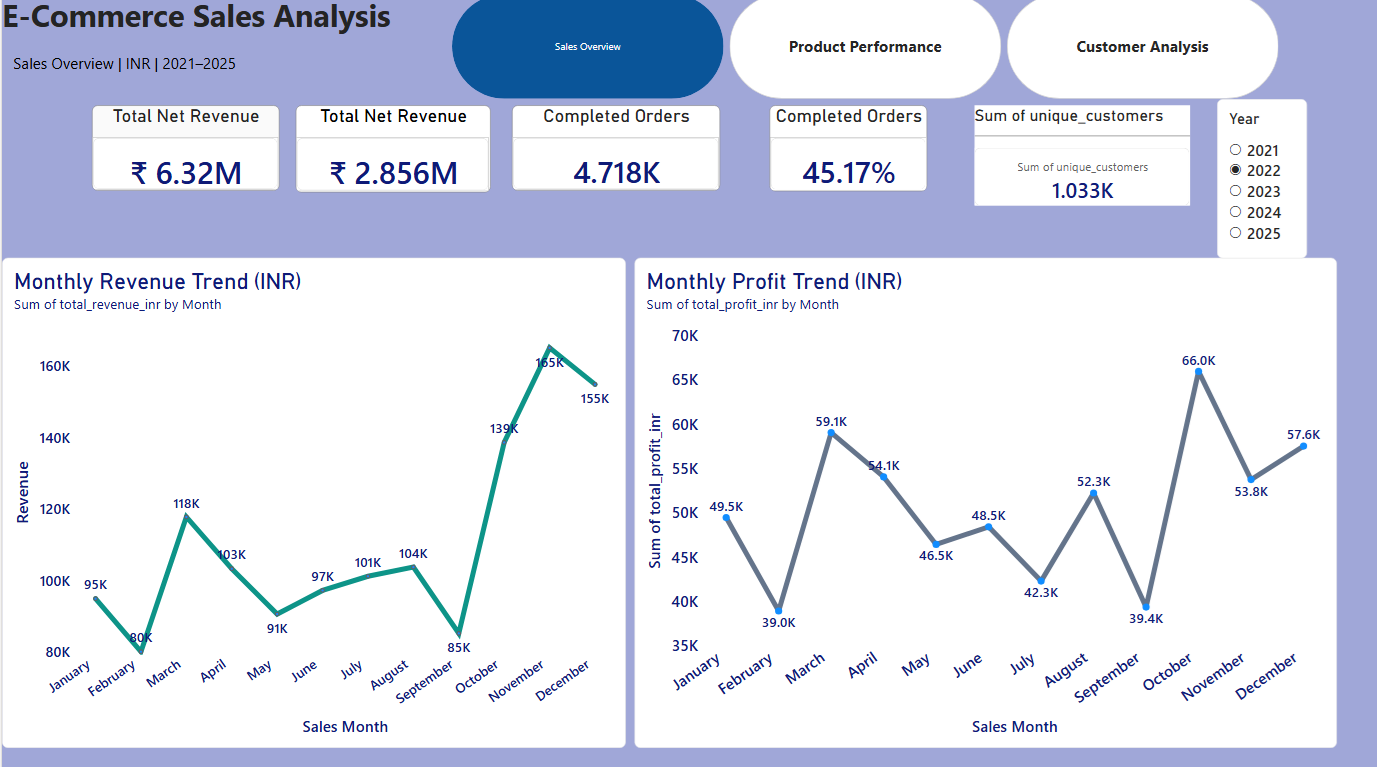 E-Commerce Sales Analysis
Sales Overview | INR | 2021–2025
Sales Overview
Product Performance
Customer Analysis
Total Net Revenue
₹ 6.32M
Total Net Revenue
₹ 2.856M
Completed Orders
4.718K
Completed Orders
45.17%
Sum of unique_customers
Sum of unique_customers
1.033K
Year
2021
2022
2023
2024
2025
Monthly Revenue Trend (INR)
Sum of total_revenue_inr by Month
Revenue
160K
140K
120K
100K
80K
95K
80K
118K
103K
91K
97K
101K
104K
85K
139K
165K
155K
January
February
March
April
May
June
July
August
September
October
November
December
Sales Month
Monthly Profit Trend (INR)
Sum of total_profit_inr by Month
Sum of total_profit_inr
70K
65K
60K
55K
50K
45K
40K
35K
49.5K
39.0K
59.1K
54.1K
46.5K
48.5K
42.3K
52.3K
39.4K
66.0K
53.8K
57.6K
January
February
March
April
May
June
July
August
September
October
November
December
Sales Month